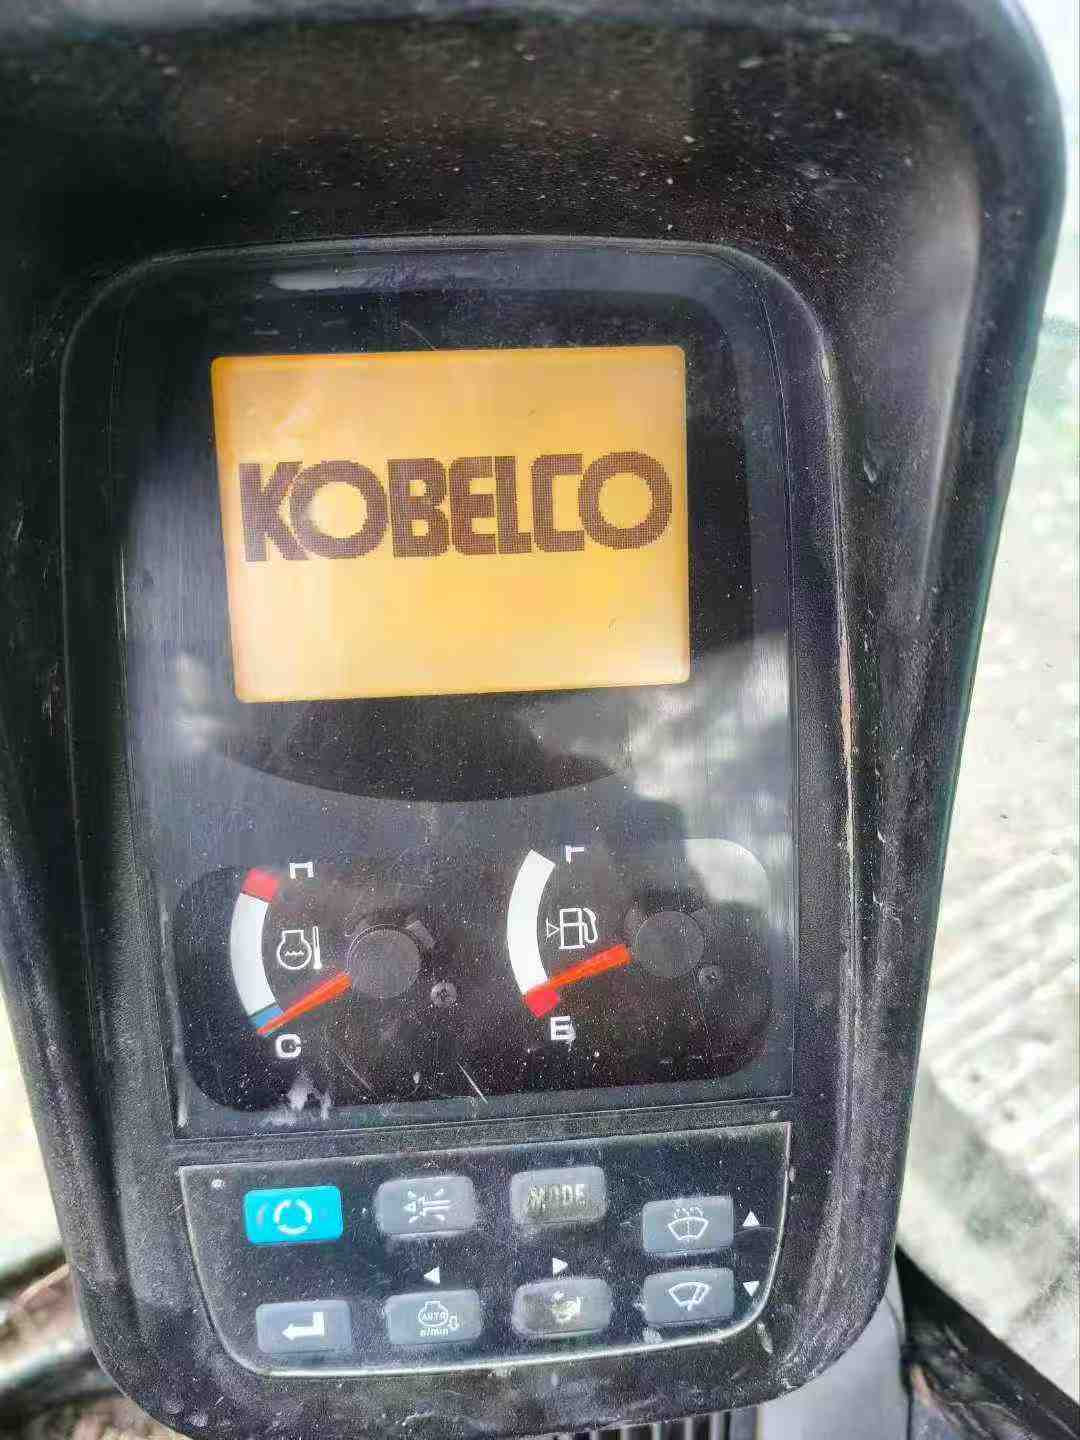 KOBELCO
П
Г
С
Б
MODE
AUTO
n/min